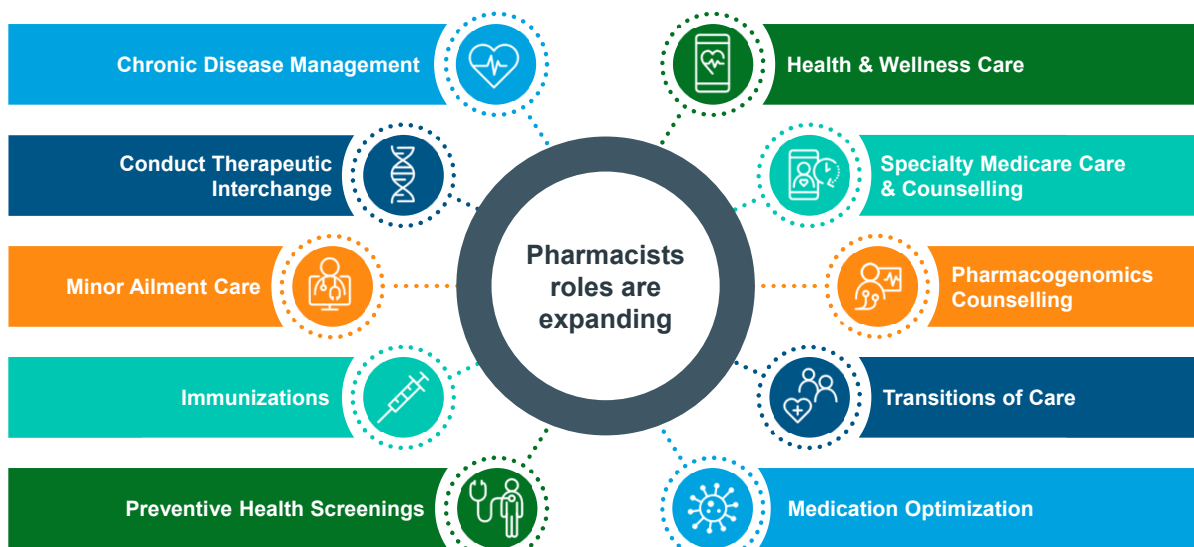 Chronic Disease Management
Health & Wellness Care
Conduct Therapeutic
Interchange
Specialty Medicare Care
& Counselling
Pharmacists
roles are
expanding
Minor Ailment Care
Pharmacogenomics
Counselling
Immunizations
Transitions of Care
Preventive Health Screenings
Medication Optimization